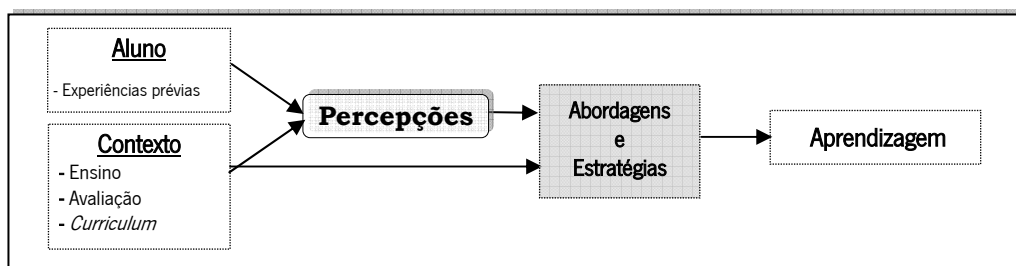 Aluno
- Experiências prévias
Contexto
- Ensino
- Avaliação
- Curriculum
Percepções
Abordagens
e
Estratégias
Aprendizagem